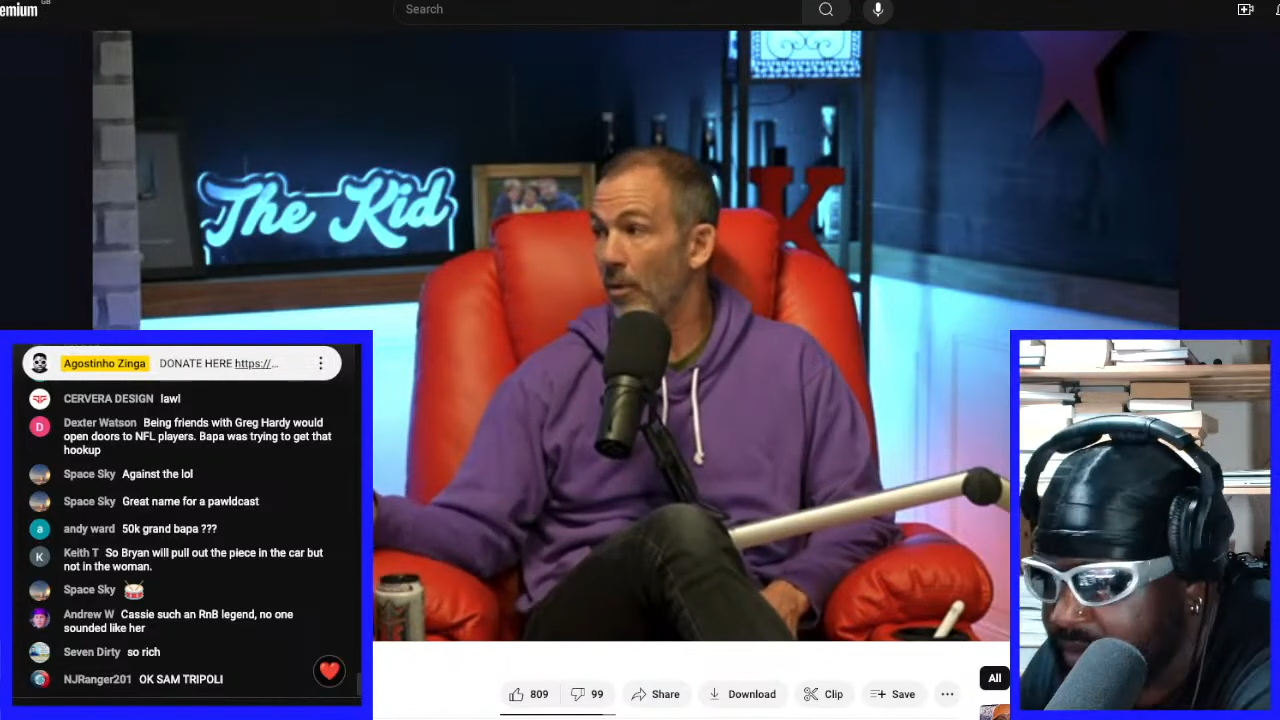 emium GB
Search
The Kid
K
Agostinho Zinga DONATE HERE https://...
CERVERA DESIGN !awl
D Dexter Watson Being friends with Greg Hardy would
open doors to NFL players. Bapa was trying to get that
hookup
Space Sky Against the lol
Space Sky Great name for a pawldcast
a andy ward 50k grand bapa ???
K Keith T So Bryan will pull out the piece in the car but
not in the woman.
Space Sky
Andrew W Cassie such an RnB legend, no one
sounded like her
Seven Dirty so rich
NJRanger201 OK SAM TRIPOLI
809 99 Share Download Clip Save ...
All